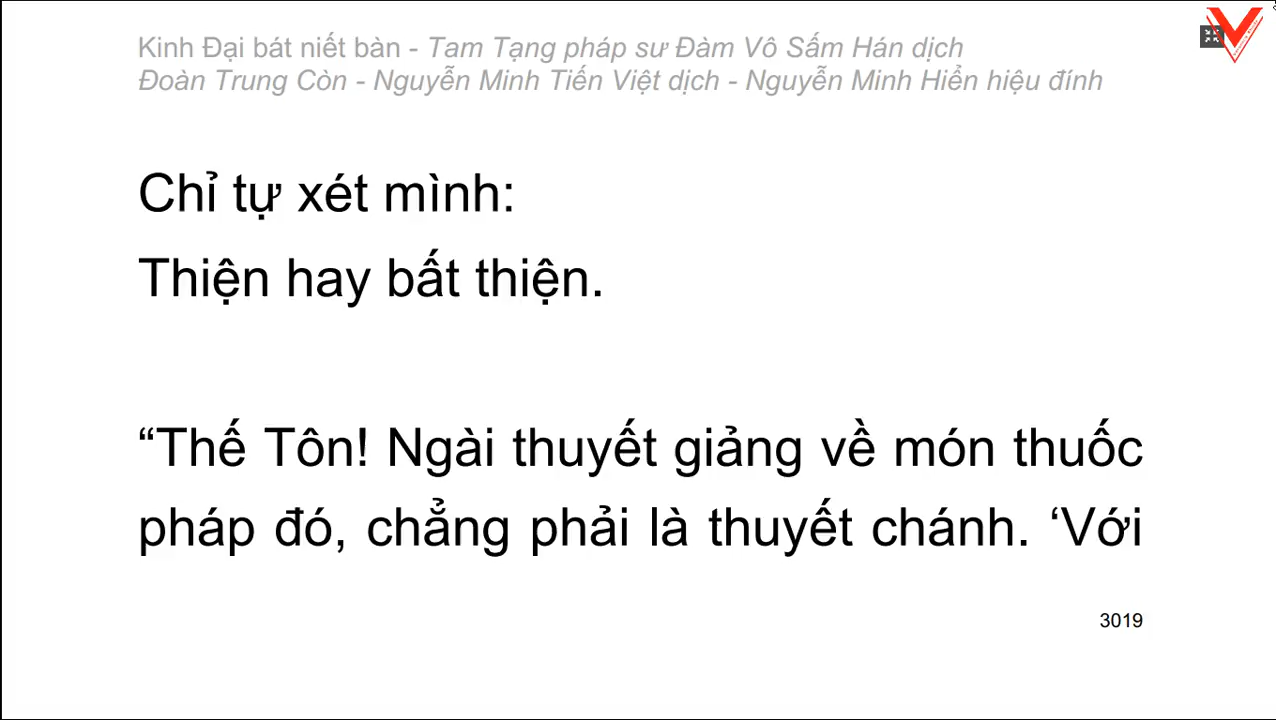 Kinh Đại bát niết bàn - Tam Tạng pháp sư Đàm Vô Sấm Hán dịch
Đoàn Trung Còn - Nguyễn Minh Tiến Việt dịch - Nguyễn Minh Hiển hiệu đính
Chỉ tự xét mình:
Thiện hay bất thiện.
“Thế Tôn! Ngài thuyết giảng về món thuốc
pháp đó, chẳng phải là thuyết chánh. ‘Với
3019